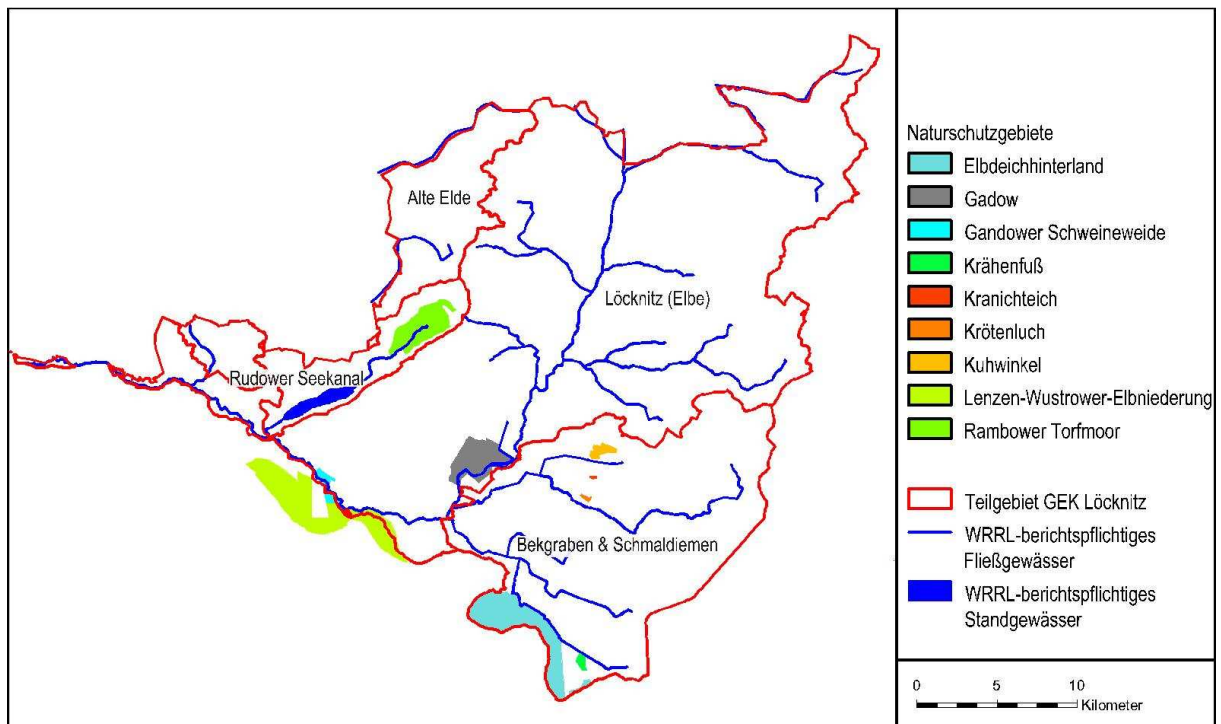 Alte Elde
Löcknitz (Elbe)
Rudower Seekanal
Bekgraben & Schmaldiemen
Naturschutzgebiete
Elbdeichhinterland
Gadow
Gandower Schweineweide
Krähenfuß
Kranichteich
Krötenluch
Kuhwinkel
Lenzen-Wustrower-Elbniederung
Rambower Torfmoor
Teilgebiet GEK Löcknitz
WRRL-berichtspflichtiges
Fließgewässer
WRRL-berichtspflichtiges
Standgewässer
0 5 10
Kilometer